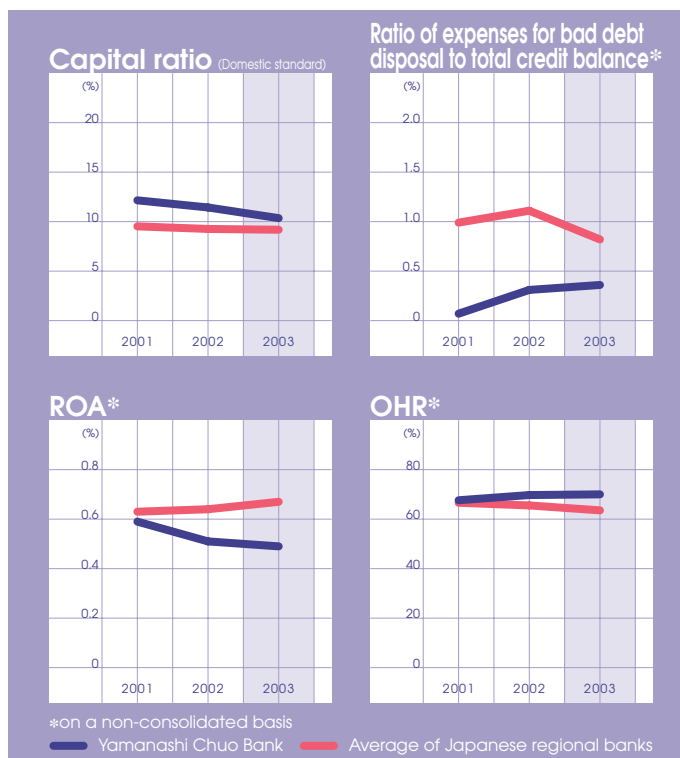 Capital ratio (Domestic standard)
(%)
20
15
10
5
0
2001 2002 2003
Ratio of expenses for bad debt
disposal to total credit balance*
(%)
2.0
1.5
1.0
0.5
0
2001 2002 2003
ROA*
(%)
0.8
0.6
0.4
0.2
0
2001 2002 2003
OHR*
(%)
80
60
40
20
0
2001 2002 2003
*on a non-consolidated basis
Yamanashi Chuo Bank Average of Japanese regional banks